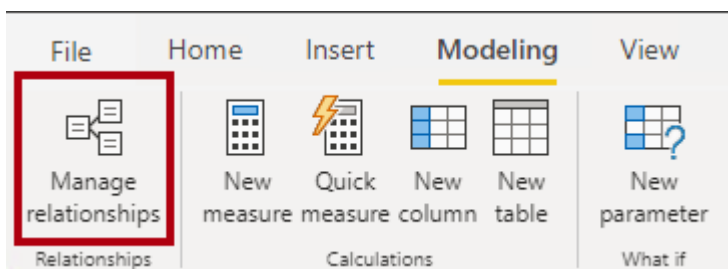 File Home Insert Modeling View
Manage New Quick New New New
relationships measure measure column table parameter
Relationships Calculations What if